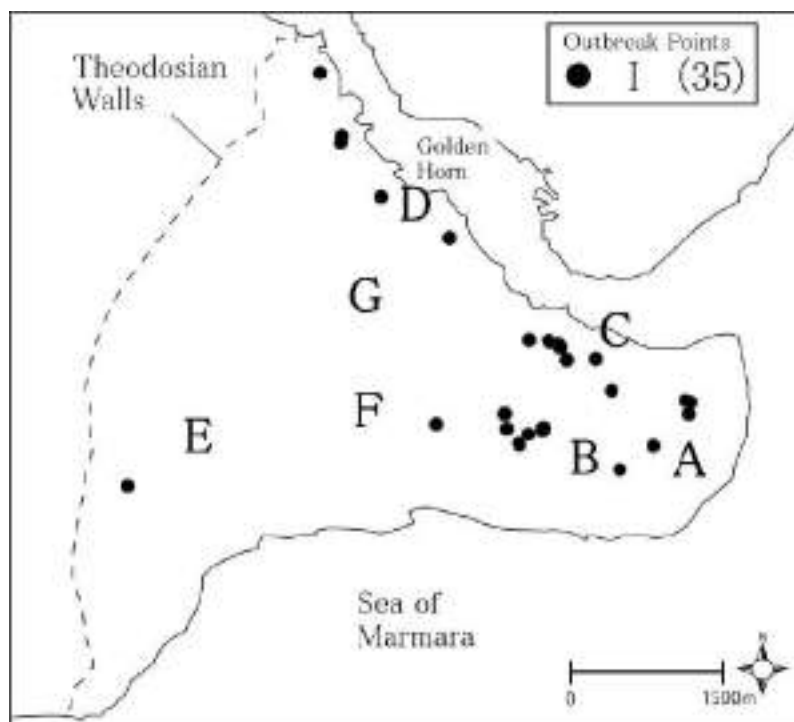 Theodosian
Walls
Outbreak Points
I (35)
Golden
Horn
D
G
C
F
E
B
A
Sea of
Marmara
N
0 1500m